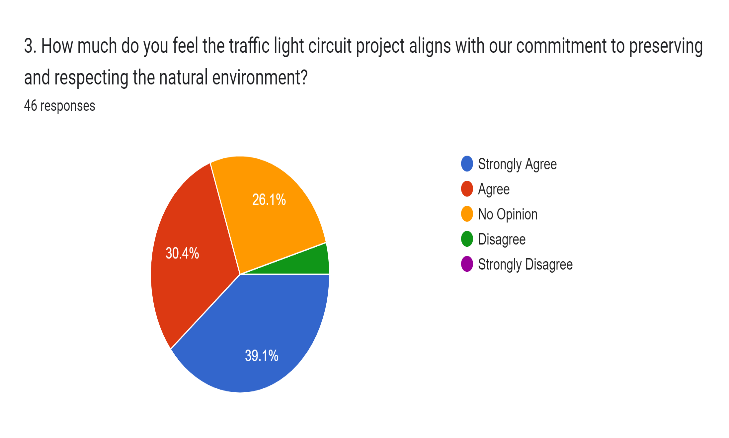 3. How much do you feel the traffic light circuit project aligns with our commitment to preserving
and respecting the natural environment?
46 responses
26.1%
30.4%
39.1%
Strongly Agree
Agree
No Opinion
Disagree
Strongly Disagree